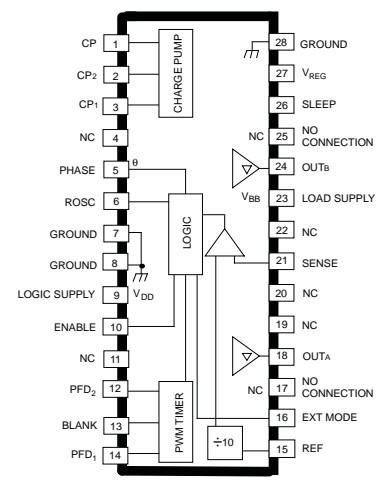 CP 1
CP2 2
CP1 3
NC 4
PHASE 5 θ
ROSC 6
GROUND 7
GROUND 8
LOGIC SUPPLY 9 VDD
ENABLE 10
NC 11
PFD2 12
BLANK 13
PFD1 14
CHARGE PUMP
LOGIC
PWM TIMER
÷10
28 GROUND
27 VREG
26 SLEEP
NC 25 NO
CONNECTION
24 OUTB
VBB 23 LOAD SUPPLY
22 NC
21 SENSE
20 NC
19 NC
18 OUTA
NC 17 NO
CONNECTION
16 EXT MODE
15 REF